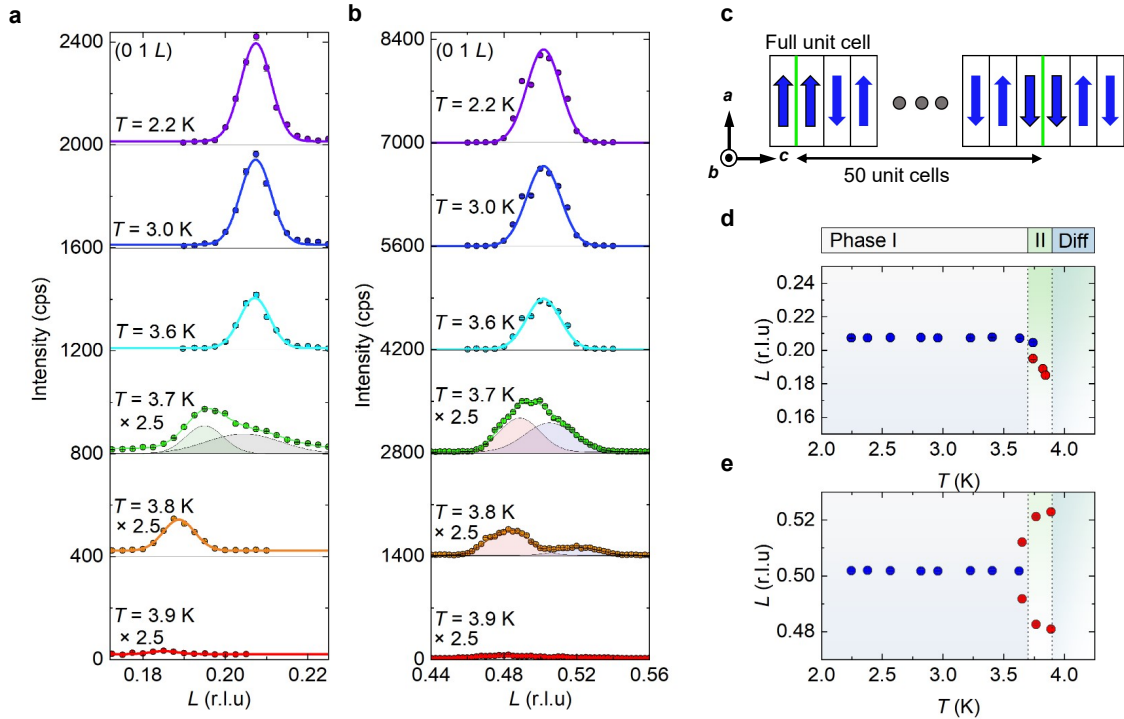 a
(0 1 L)
2400
T = 2.2 K
2000
T = 3.0 K
1600
T = 3.6 K
1200
T = 3.7 K
× 2.5
800
T = 3.8 K
× 2.5
400
T = 3.9 K
× 2.5
0
Intensity (cps)
0.18
0.20
0.22
L (r.l.u)
b
8400
(0 1 L)
T = 2.2 K
7000
T = 3.0 K
5600
T = 3.6 K
4200
T = 3.7 K
× 2.5
2800
T = 3.8 K
× 2.5
1400
T = 3.9 K
× 2.5
0
Intensity (cps)
0.44
0.48
0.52
0.56
L (r.l.u)
c
Full unit cell
a
b
c
50 unit cells
d
Phase I
II
Diff
0.24
0.22
0.20
0.18
0.16
L (r.l.u)
2.0
2.5
3.0
3.5
4.0
T (K)
e
0.52
0.50
0.48
L (r.l.u)
2.0
2.5
3.0
3.5
4.0
T (K)